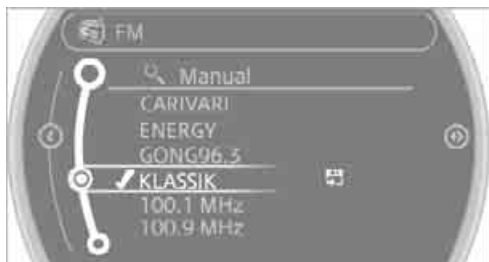 FM
Manual
CARIVARI
ENERGY
GONG96.3
KLASSIK
100.1 MHz
100.9 MHz